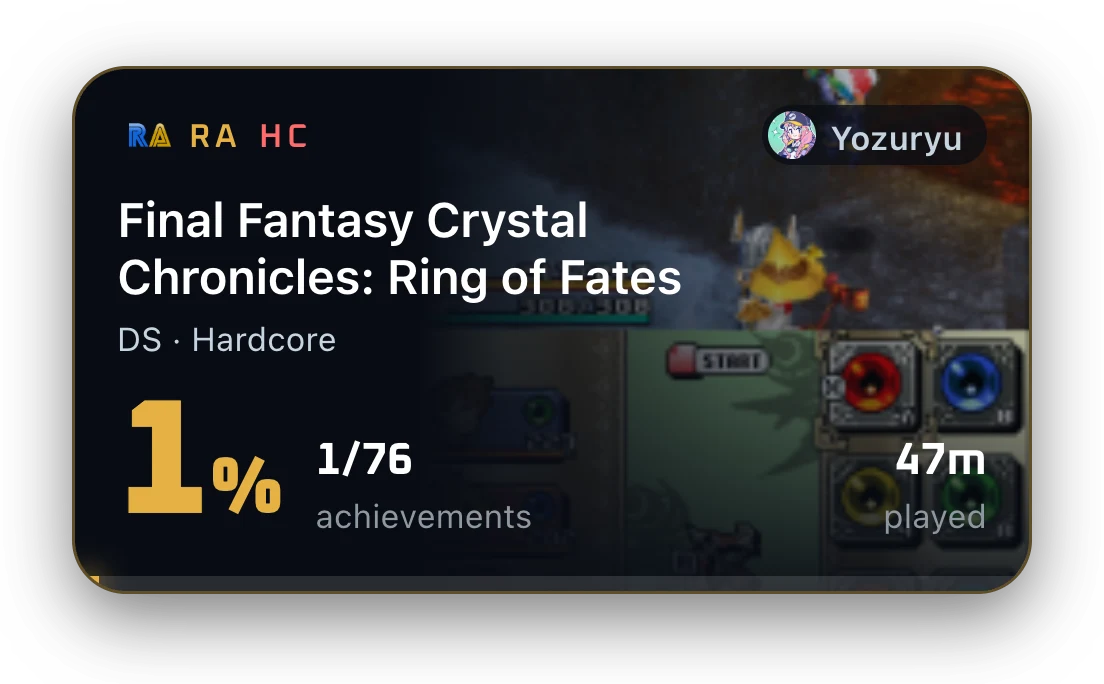 RA RA HC
Yozuryu
Final Fantasy Crystal
Chronicles: Ring of Fates
DS · Hardcore
START
1%
1/76
achievements
47m
played